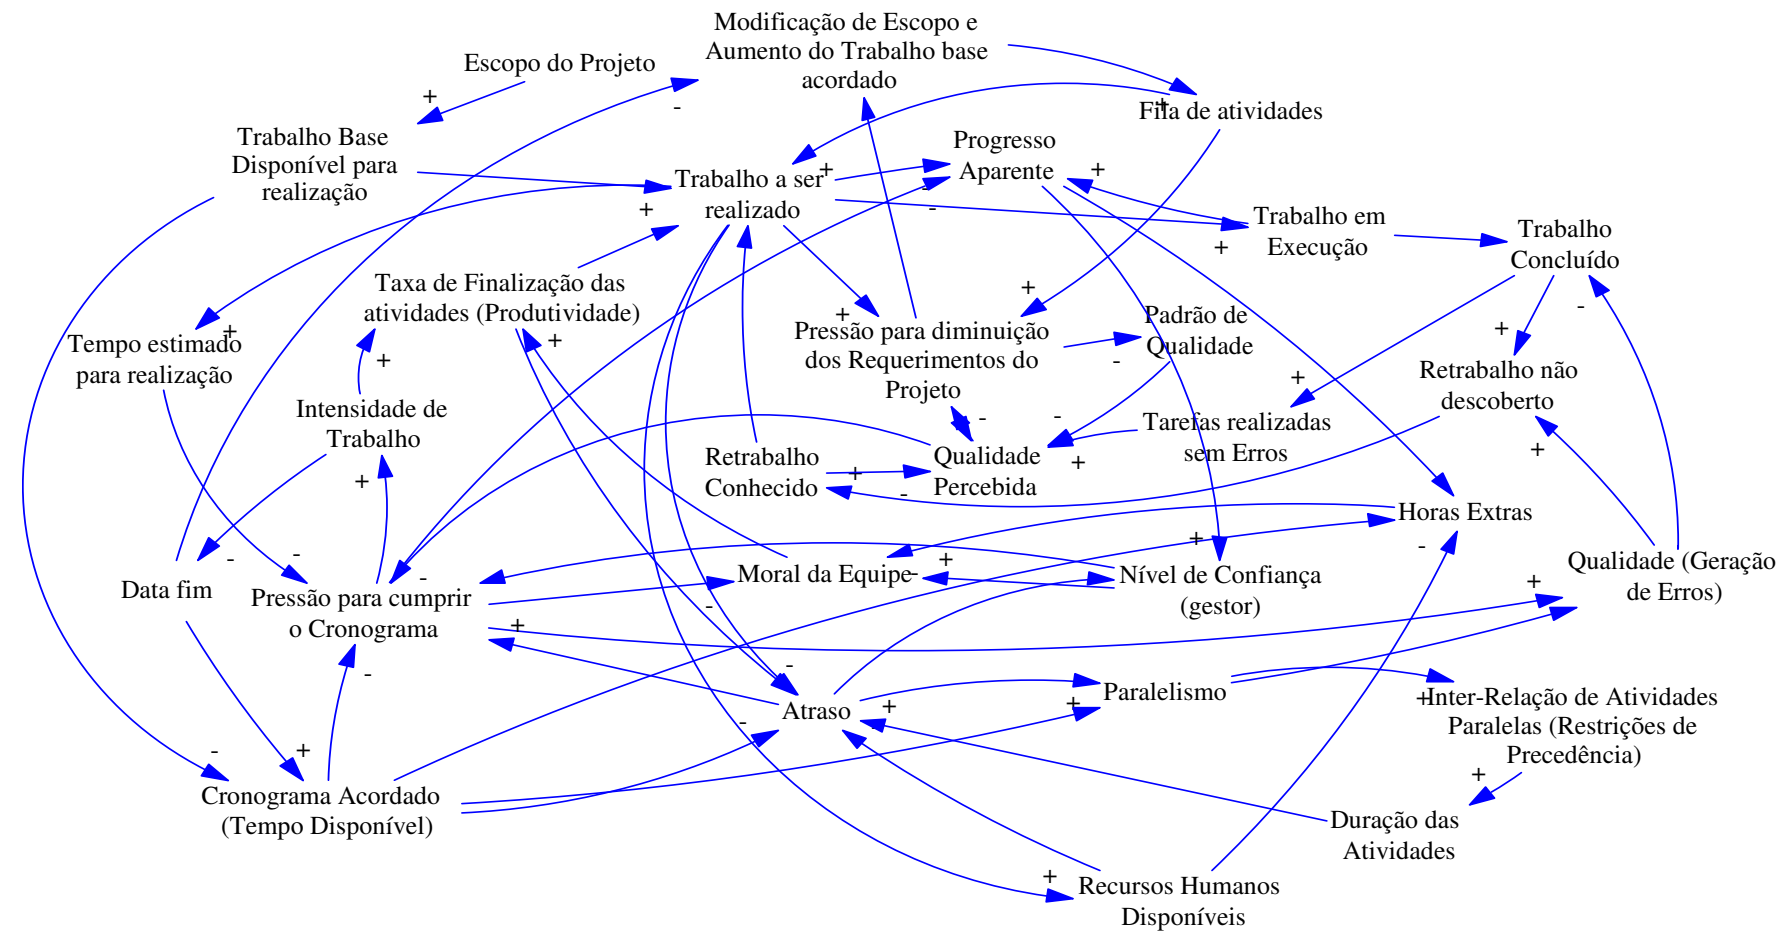 Modificação de Escopo e
Aumento do Trabalho base
acordado
Escopo do Projeto
Fila de atividades
Trabalho Base
Disponível para
realização
Progresso
Aparente
Trabalho a ser
realizado
Trabalho em
Execução
Trabalho
Concluído
Taxa de Finalização das
atividades (Produtividade)
Tempo estimado
para realização
Pressão para diminuição
dos Requerimentos do
Projeto
Padrão de
Qualidade
Retrabalho não
descoberto
Intensidade de
Trabalho
Tarefas realizadas
sem Erros
Retrabalho
Conhecido
Qualidade
Percebida
Horas Extras
Data fim
Pressão para cumprir
o Cronograma
Moral da Equipe
Nível de Confiança
(gestor)
Qualidade (Geração
de Erros)
Atraso
Paralelismo
Inter-Relação de Atividades
Paralelas (Restrições de
Precedência)
Cronograma Acordado
(Tempo Disponível)
Duração das
Atividades
Recursos Humanos
Disponíveis